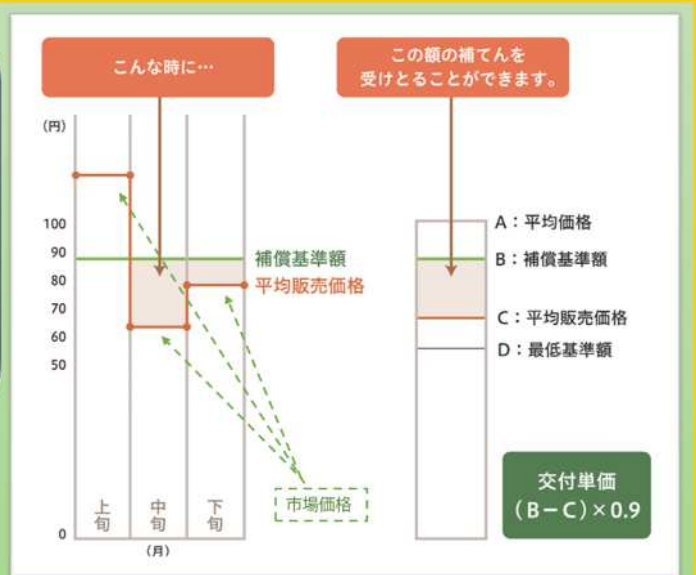 こんな時に…
この額の補てんを
受けとることができます。
(円)
100
90
80
70
60
50
0
補償基準額
平均販売価格
上旬
中旬
下旬
(月)
市場価格
A：平均価格
B：補償基準額
C：平均販売価格
D：最低基準額
交付単価
(B－C)×0.9